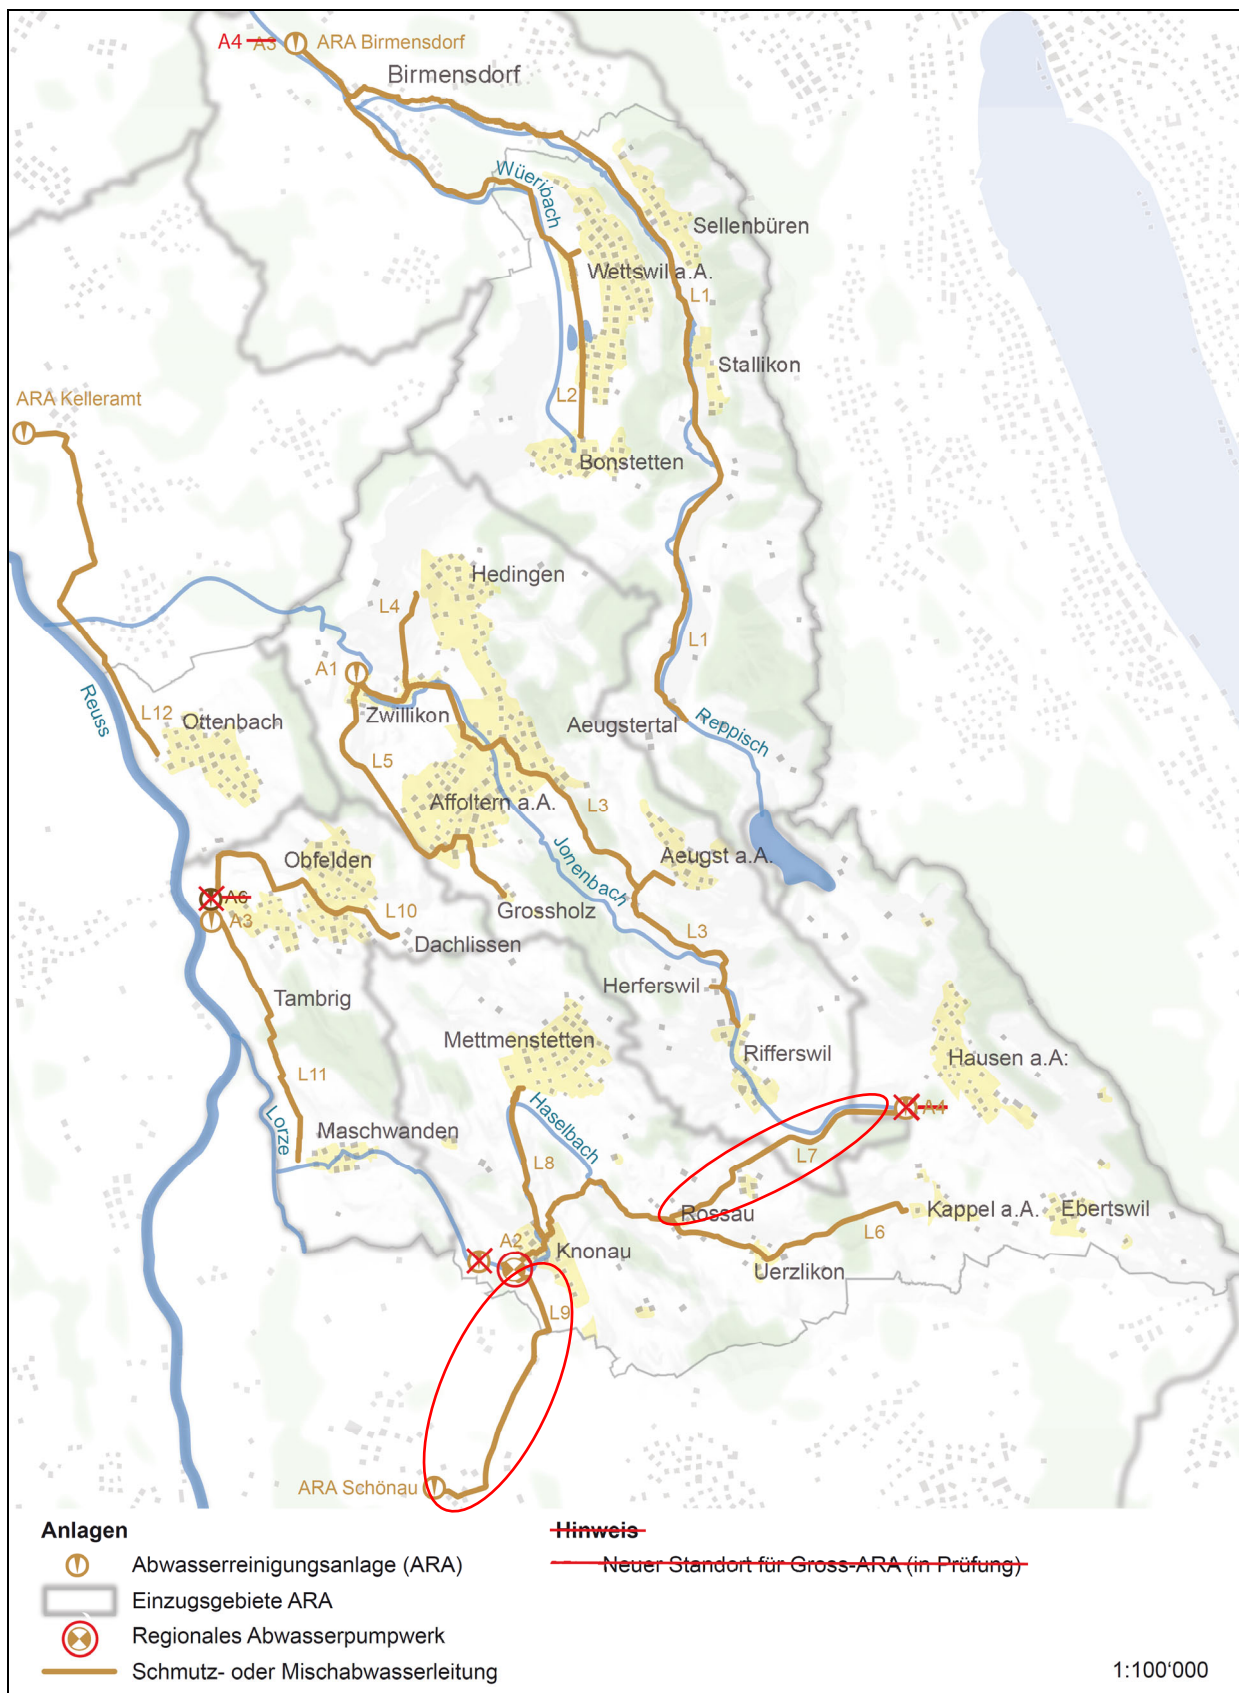 A4 A3 ARA Birmensdorf
Birmensdorf
Wüeribach
Sellenbüren
Wettswil a.A.
L1
Stallikon
L2
ARA Kelleramt
Bonstetten
Hedingen
L4
L1
A1
Reuss
L12
Ottenbach
Zwillikon
Aeugstertal
Reppisch
L5
Affoltern a.A.
L3
Jonenbach
Aeugst a.A.
Obfelden
A6
A3
L10
Grossholz
Dachlissen
L3
Herferswil
Tambrig
Mettmenstetten
Rifferswil
Hausen a.A:
L11
Lorze
Haselbach
A4
Maschwanden
L8
L7
Rossau
Kappel a.A.
Ebertswil
L6
A2
Knonau
Uerzlikon
L9
ARA Schönau
Anlagen
Hinweis
Abwasserreinigungsanlage (ARA)
Neuer Standort für Gross-ARA (in Prüfung)
Einzugsgebiete ARA
Regionales Abwasserpumpwerk
Schmutz- oder Mischabwasserleitung
1:100'000